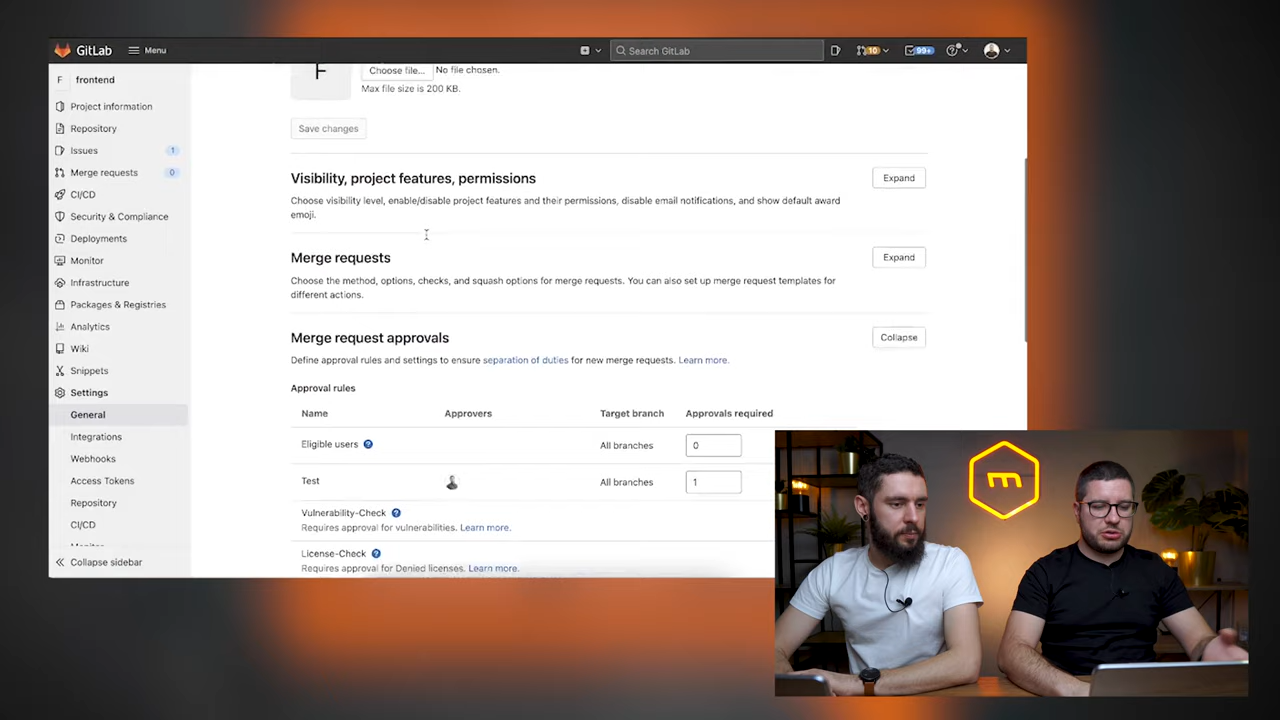 GitLab
Menu
Search GitLab
10
99+
F frontend
Project information
Repository
Issues 1
Merge requests 0
CI/CD
Security & Compliance
Deployments
Monitor
Infrastructure
Packages & Registries
Analytics
Wiki
Snippets
Settings
General
Integrations
Webhooks
Access Tokens
Repository
CI/CD
Monitor
Collapse sidebar
F
Choose file... No file chosen.
Max file size is 200 KB.
Save changes
Visibility, project features, permissions
Expand
Choose visibility level, enable/disable project features and their permissions, disable email notifications, and show default award
emoji.
Merge requests
Expand
Choose the method, options, checks, and squash options for merge requests. You can also set up merge request templates for
different actions.
Merge request approvals
Collapse
Define approval rules and settings to ensure separation of duties for new merge requests. Learn more.
Approval rules
Name Approvers Target branch Approvals required
Eligible users All branches 0
Test All branches 1
Vulnerability-Check
Requires approval for vulnerabilities. Learn more.
License-Check
Requires approval for Denied licenses. Learn more.
m